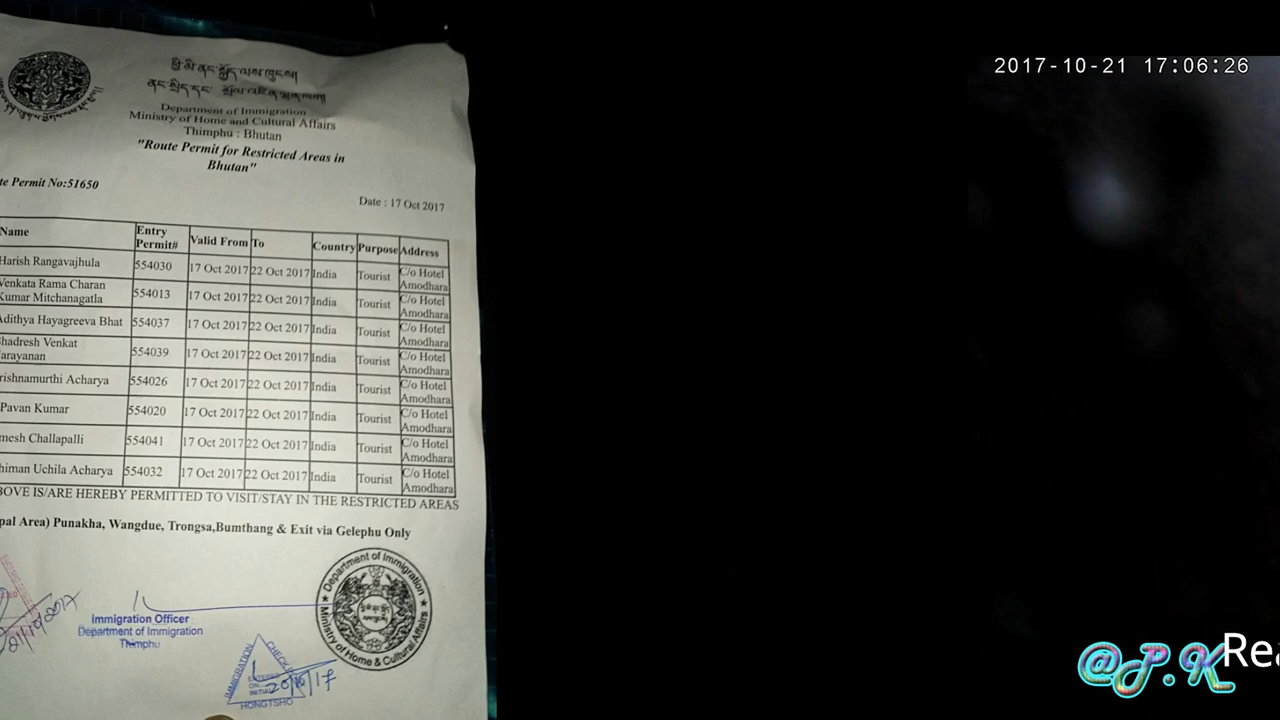 2017-10-21 17:06:26
Department of Immigration
Ministry of Home and Cultural Affairs
Thimphu : Bhutan
"Route Permit for Restricted Areas in
Bhutan"
te Permit No:51650
Date : 17 Oct 2017
Name Entry Permit# Valid From To Country Purpose Address
Harish Rangavajhula 554030 17 Oct 2017 22 Oct 2017 India Tourist C/o Hotel Amodhara
Venkata Rama Charan Kumar Mitchanagatla 554013 17 Oct 2017 22 Oct 2017 India Tourist C/o Hotel Amodhara
Adithya Hayagreeva Bhat 554037 17 Oct 2017 22 Oct 2017 India Tourist C/o Hotel Amodhara
hadresh Venkat arayanan 554039 17 Oct 2017 22 Oct 2017 India Tourist C/o Hotel Amodhara
rishnamurthi Acharya 554026 17 Oct 2017 22 Oct 2017 India Tourist C/o Hotel Amodhara
Pavan Kumar 554020 17 Oct 2017 22 Oct 2017 India Tourist C/o Hotel Amodhara
mesh Challapalli 554041 17 Oct 2017 22 Oct 2017 India Tourist C/o Hotel Amodhara
himan Uchila Acharya 554032 17 Oct 2017 22 Oct 2017 India Tourist C/o Hotel Amodhara
BOVE IS/ARE HEREBY PERMITTED TO VISIT/STAY IN THE RESTRICTED AREAS
pal Area) Punakha, Wangdue, Trongsa,Bumthang & Exit via Gelephu Only
Department of Immigration
Ministry of Home & Cultural Affairs
Immigration Officer
Department of Immigration
Thimphu
IMMIGRATION CHECK
ENTERED
ON
INITIAL
HONGTSHO
@P.K
Rea